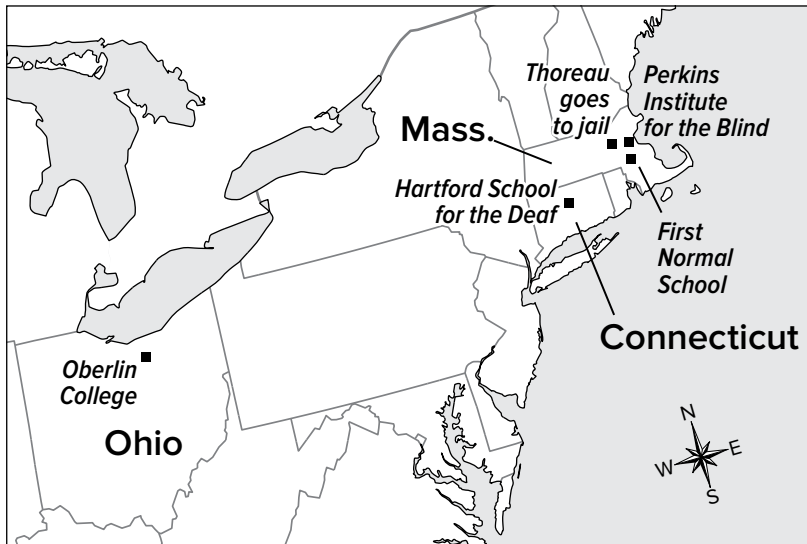 Thoreau
goes
to jail
Perkins
Institute
for the Blind
Mass.
Hartford School
for the Deaf
First
Normal
School
Connecticut
Oberlin
College
Ohio
N
W
E
S